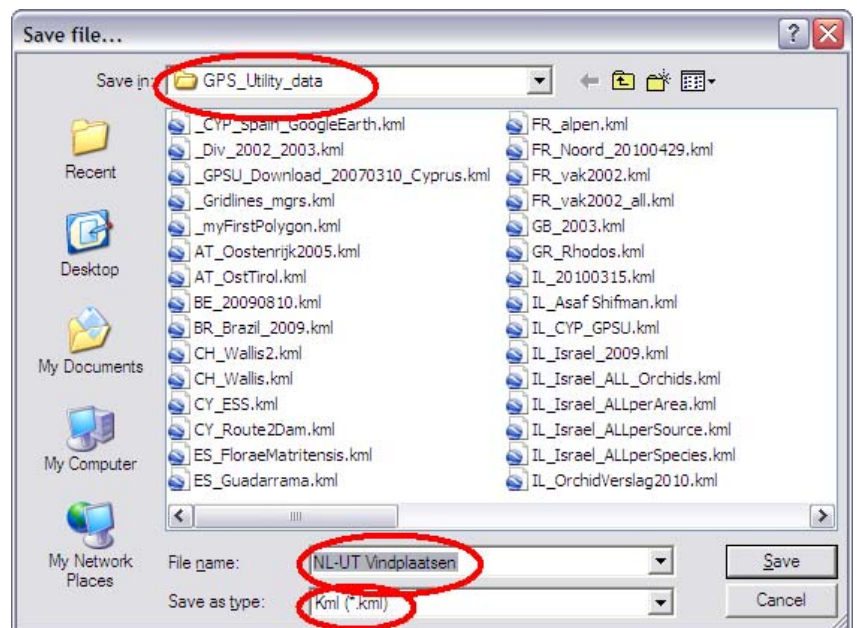 Save file...
Save in: GPS_Utility_data
Recent
Desktop
My Documents
My Computer
My Network
Places
_CYP_Spain_GoogleEarth.kml
_Div_2002_2003.kml
_GPSU_Download_20070310_Cyprus.kml
_Gridlines_mgrs.kml
_myFirstPolygon.kml
AT_Oostenrijk2005.kml
AT_OstTirol.kml
BE_20090810.kml
BR_Brazil_2009.kml
CH_Wallis2.kml
CH_Wallis.kml
CY_ESS.kml
CY_Route2Dam.kml
ES_FloraeMatritensis.kml
ES_Guadarrama.kml
FR_alpen.kml
FR_Noord_20100429.kml
FR_vak2002.kml
FR_vak2002_all.kml
GB_2003.kml
GR_Rhodos.kml
IL_20100315.kml
IL_Asaf Shifman.kml
IL_CYP_GPSU.kml
IL_Israel_2009.kml
IL_Israel_ALL_Orchids.kml
IL_Israel_ALLperArea.kml
IL_Israel_ALLperSource.kml
IL_Israel_ALLperSpecies.kml
IL_OrchidVerslag2010.kml
File name: NL-UT Vindplaatsen
Save
Save as type: Kml (*.kml)
Cancel